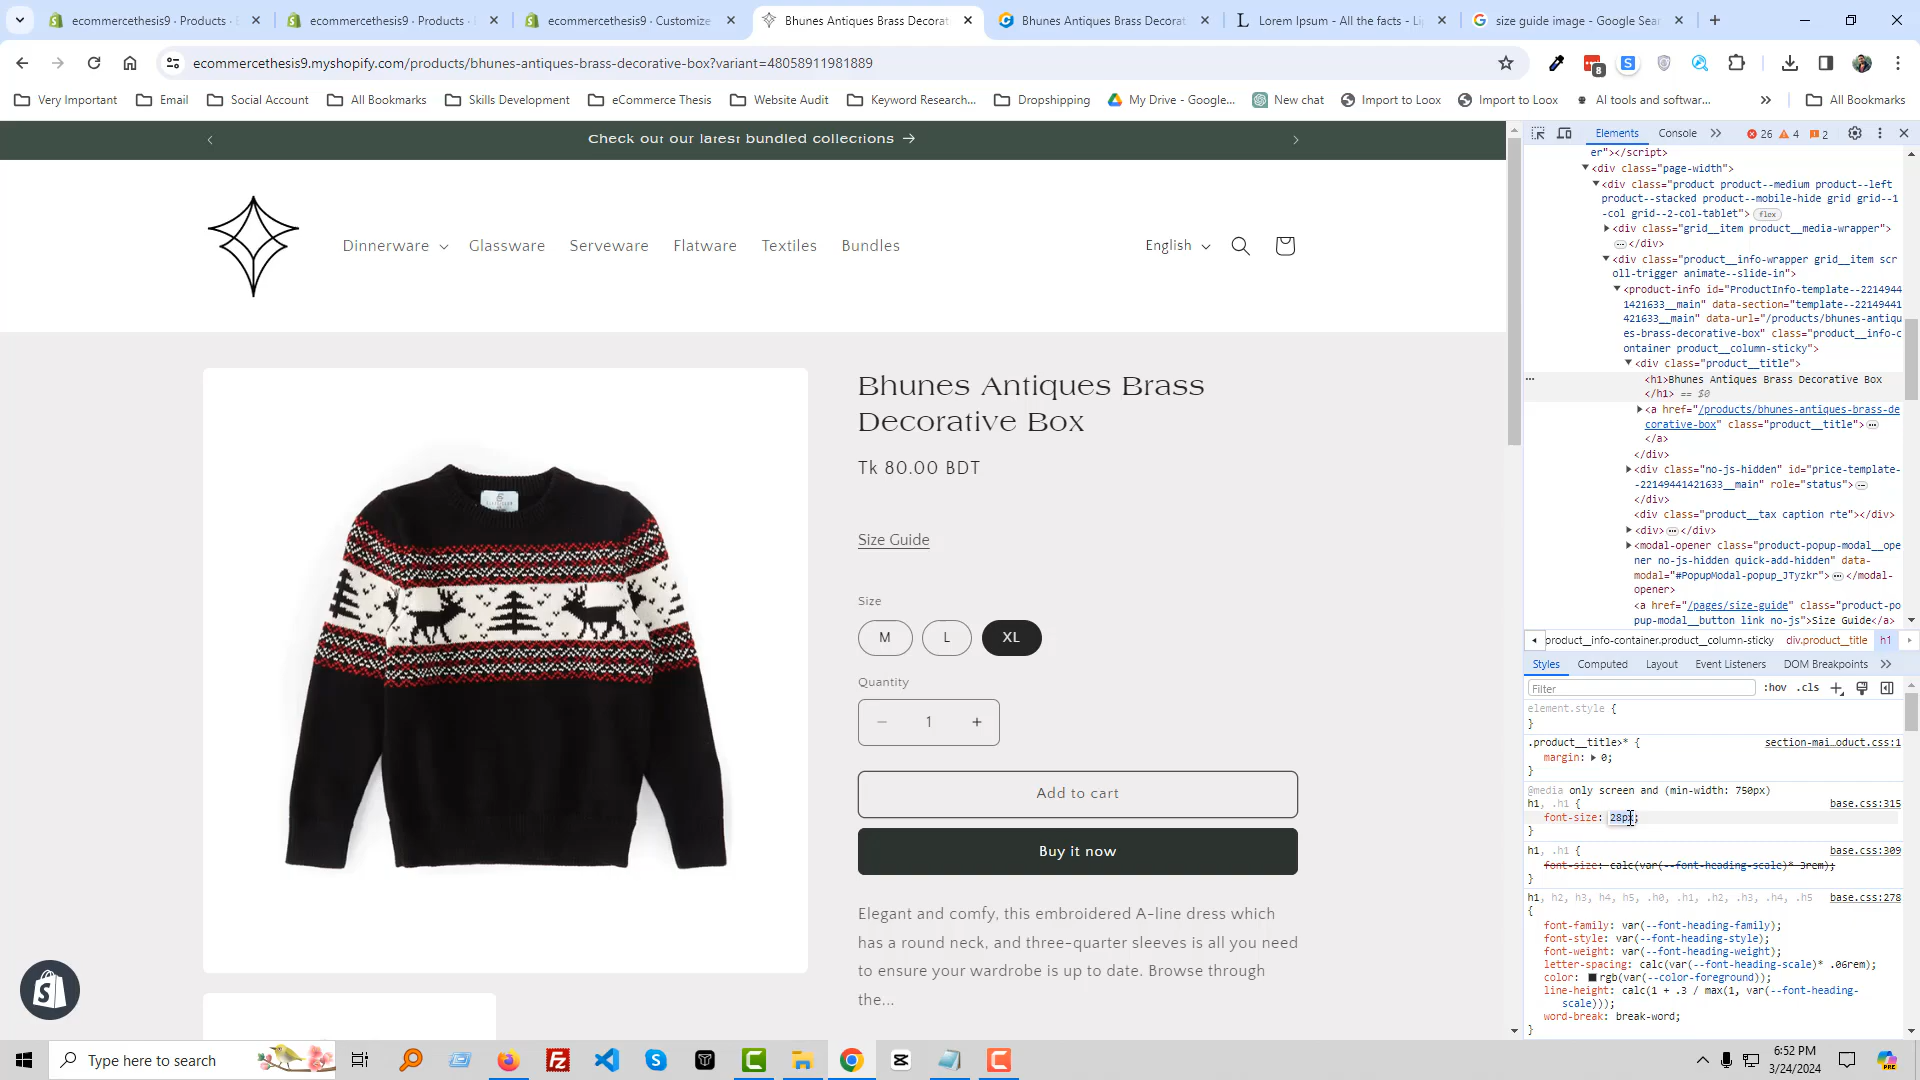 ecommercethesis9 · Products · E
ecommercethesis9 · Products · E
ecommercethesis9 · Customize
Bhunes Antiques Brass Decorat
Bhunes Antiques Brass Decorat
Lorem Ipsum - All the facts - Li
size guide image - Google Sear
ecommercethesis9.myshopify.com/products/bhunes-antiques-brass-decorative-box?variant=48058911981889
8
Very Important
Email
Social Account
All Bookmarks
Skills Development
eCommerce Thesis
Website Audit
Keyword Research...
Dropshipping
My Drive - Google...
New chat
Import to Loox
Import to Loox
AI tools and softwar...
All Bookmarks
Check out our latest bundled collections →
Dinnerware
Glassware
Serveware
Flatware
Textiles
Bundles
English
Bhunes Antiques Brass
Decorative Box
Tk 80.00 BDT
Size Guide
Size
M
L
XL
Quantity
− 1 +
Add to cart
Buy it now
Elegant and comfy, this embroidered A-line dress which
has a round neck, and three-quarter sleeves is all you need
to ensure your wardrobe is up to date. Browse through
the...
Elements
Console
26
4
2
er"></script>
<div class="page-width">
<div class="product product--medium product--left
product--stacked product--mobile-hide grid grid--1
-col grid--2-col-tablet"> flex
<div class="grid__item product__media-wrapper">
… </div>
<div class="product__info-wrapper grid__item scr
oll-trigger animate--slide-in">
<product-info id="ProductInfo-template--2214944
1421633__main" data-section="template--22149441
421633__main" data-url="/products/bhunes-antiqu
es-brass-decorative-box" class="product__info-c
ontainer product__column-sticky">
<div class="product__title">
<h1>Bhunes Antiques Brass Decorative Box
</h1> == $0
<a href="/products/bhunes-antiques-brass-de
corative-box" class="product__title"> …
</a>
</div>
<div class="no-js-hidden" id="price-template-
-22149441421633__main" role="status"> …
</div>
<div class="product__tax caption rte"></div>
<div> … </div>
<modal-opener class="product-popup-modal__ope
ner no-js-hidden quick-add-hidden" data-
modal="#PopupModal-popup_JTyzkr"> … </modal-
opener>
<a href="/pages/size-guide" class="product-po
pup-modal__button link no-js">Size Guide</a>
product__info-container.product__column-sticky
div.product__title
h1
Styles
Computed
Layout
Event Listeners
DOM Breakpoints
Filter
:hov
.cls
element.style {
}
.product__title>* {
section-mai…oduct.css:1
margin: 0;
}
@media only screen and (min-width: 750px)
h1, .h1 {
base.css:315
font-size: 28px;
}
h1, .h1 {
base.css:309
font-size: calc(var(--font-heading-scale)* 3rem);
}
h1, h2, h3, h4, h5, .h0, .h1, .h2, .h3, .h4, .h5
base.css:278
{
font-family: var(--font-heading-family);
font-style: var(--font-heading-style);
font-weight: var(--font-heading-weight);
letter-spacing: calc(var(--font-heading-scale)* .06rem);
color: rgb(var(--color-foreground));
line-height: calc(1 + .3 / max(1, var(--font-heading-
scale)));
word-break: break-word;
}
Type here to search
6:52 PM
3/24/2024